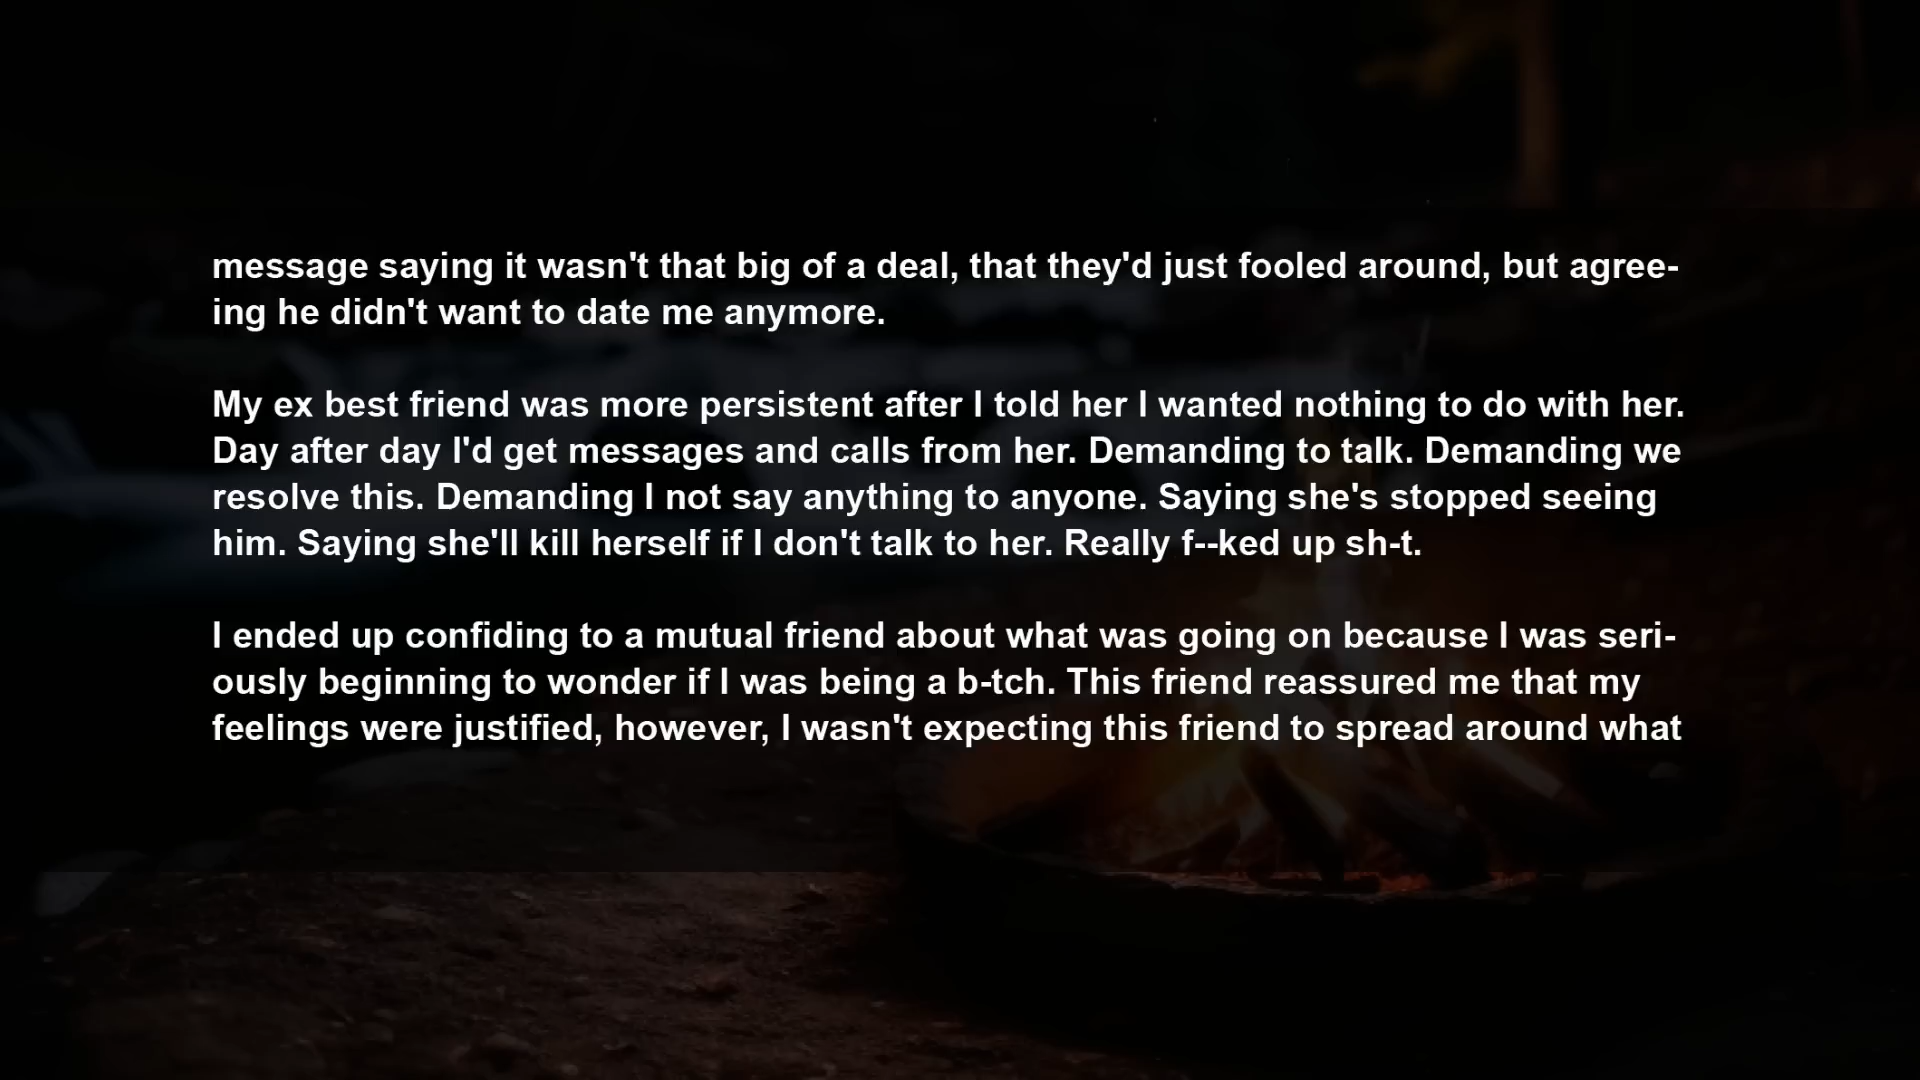 message saying it wasn't that big of a deal, that they'd just fooled around, but agree-
ing he didn't want to date me anymore.
My ex best friend was more persistent after I told her I wanted nothing to do with her.
Day after day I'd get messages and calls from her. Demanding to talk. Demanding we
resolve this. Demanding I not say anything to anyone. Saying she's stopped seeing
him. Saying she'll kill herself if I don't talk to her. Really f--ked up sh-t.
I ended up confiding to a mutual friend about what was going on because I was seri-
ously beginning to wonder if I was being a b-tch. This friend reassured me that my
feelings were justified, however, I wasn't expecting this friend to spread around what